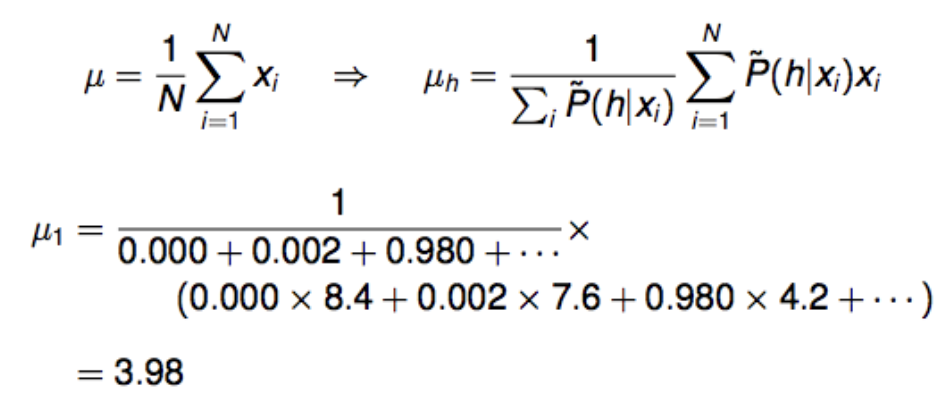 μ = 1/N ∑_{i=1}^{N} x_i ⇒ μ_h = 1/(∑_i P̃(h|x_i)) ∑_{i=1}^{N} P̃(h|x_i)x_i
μ_1 = 1/(0.000 + 0.002 + 0.980 + ⋯) ×
(0.000 × 8.4 + 0.002 × 7.6 + 0.980 × 4.2 + ⋯)
= 3.98